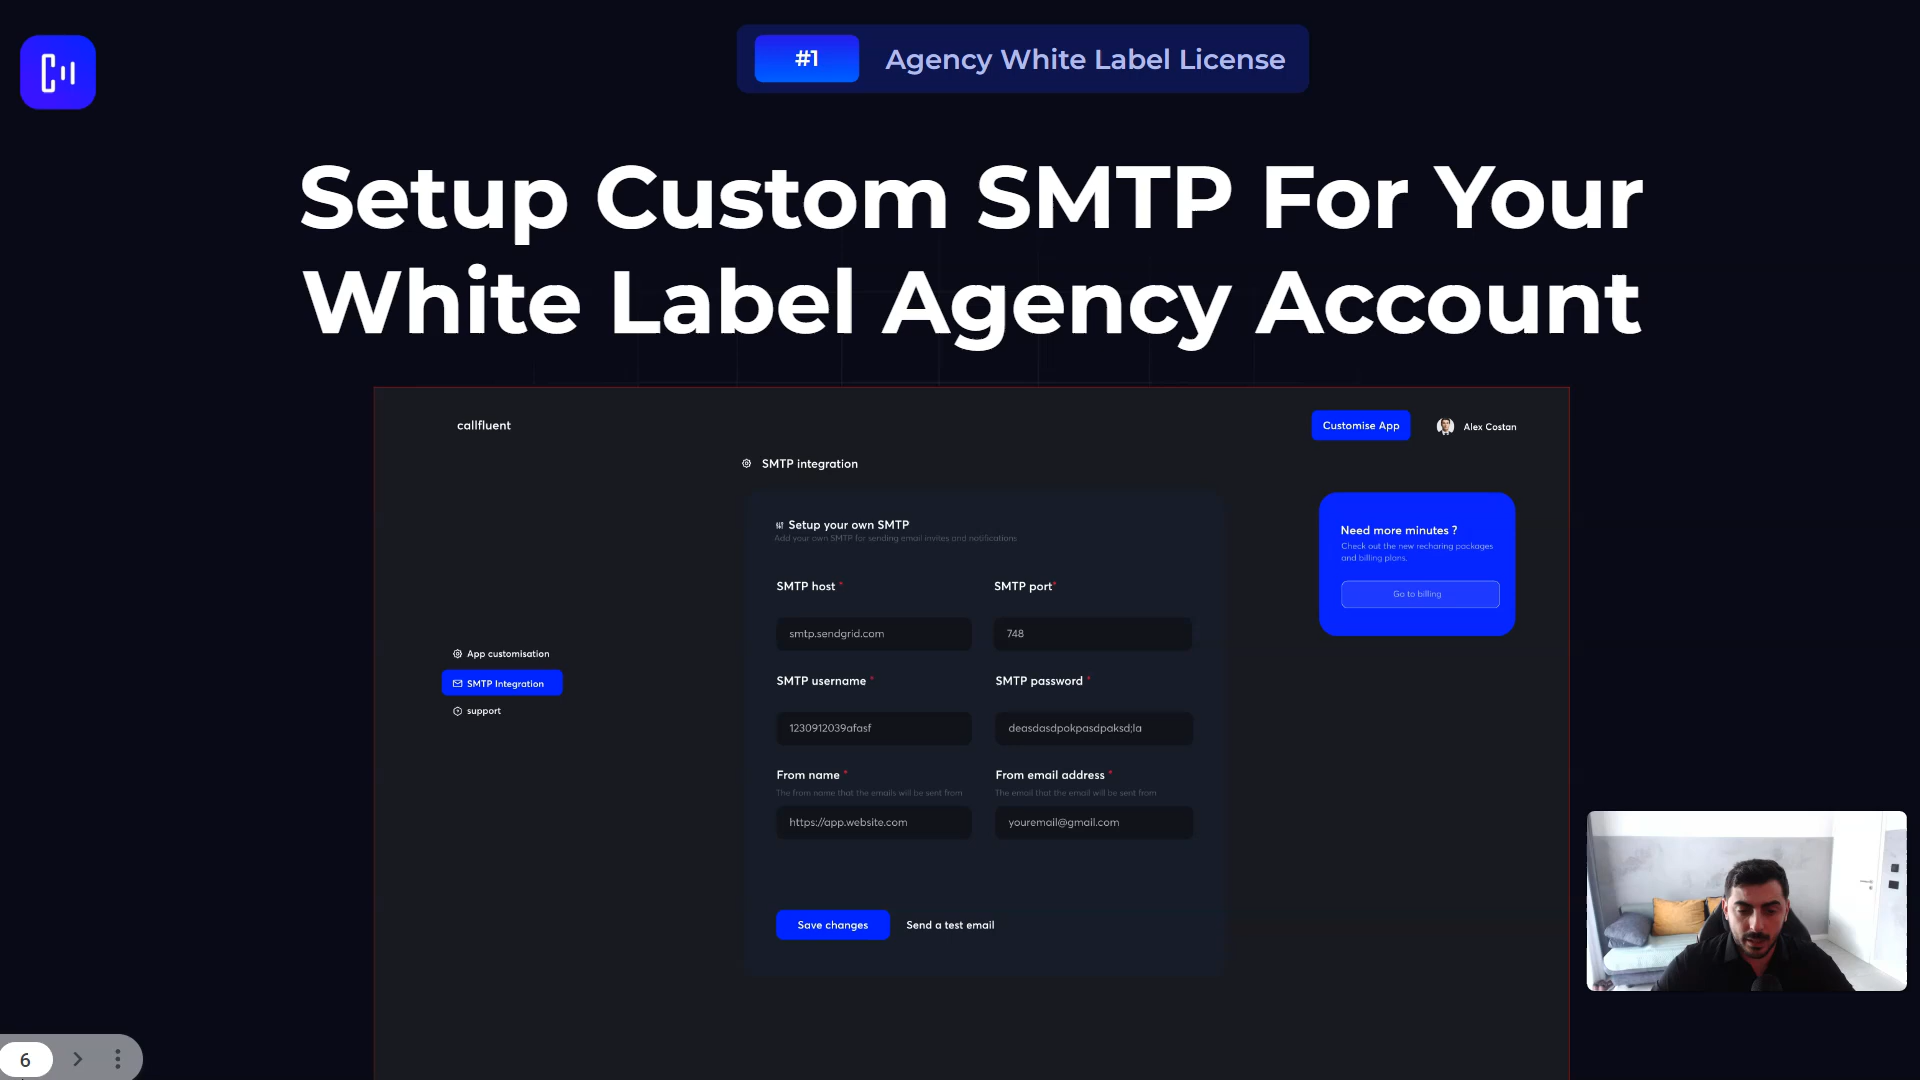 #1 Agency White Label License
Setup Custom SMTP For Your
White Label Agency Account
callfluent
Customise App
Alex Costan
SMTP integration
Setup your own SMTP
Add your own SMTP for sending email invites and notifications
Need more minutes ?
Check out the new recharing packages
and billing plans.
Go to billing
SMTP host *
SMTP port*
smtp.sendgrid.com
748
App customisation
SMTP Integration
support
SMTP username *
SMTP password *
1230912039afasf
deasdasdpokpasdpaksd;la
From name *
From email address *
The from name that the emails will be sent from
The email that the email will be sent from
https://app.website.com
youremail@gmail.com
Save changes
Send a test email
6